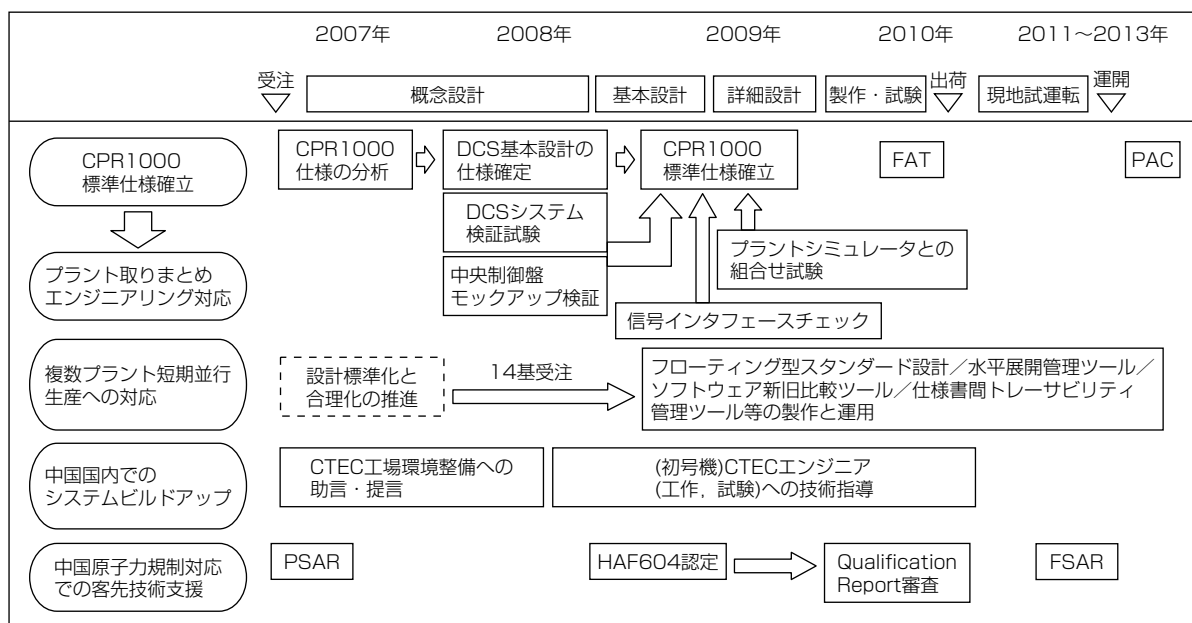 2007年
2008年
2009年
2010年
2011～2013年
受注
概念設計
基本設計
詳細設計
製作・試験
出荷
現地試運転
運開
CPR1000
標準仕様確立
CPR1000
仕様の分析
DCS基本設計の
仕様確定
CPR1000
標準仕様確立
FAT
PAC
DCSシステム
検証試験
中央制御盤
モックアップ検証
プラントシミュレータとの
組合せ試験
信号インタフェースチェック
プラント取りまとめ
エンジニアリング対応
複数プラント短期並行
生産への対応
設計標準化と
合理化の推進
14基受注
フローティング型スタンダード設計／水平展開管理ツール／
ソフトウェア新旧比較ツール／仕様書間トレーサビリティ
管理ツール等の製作と運用
中国国内での
システムビルドアップ
CTEC工場環境整備への
助言・提言
(初号機)CTECエンジニア
(工作，試験)への技術指導
中国原子力規制対応
での客先技術支援
PSAR
HAF604認定
Qualification
Report審査
FSAR